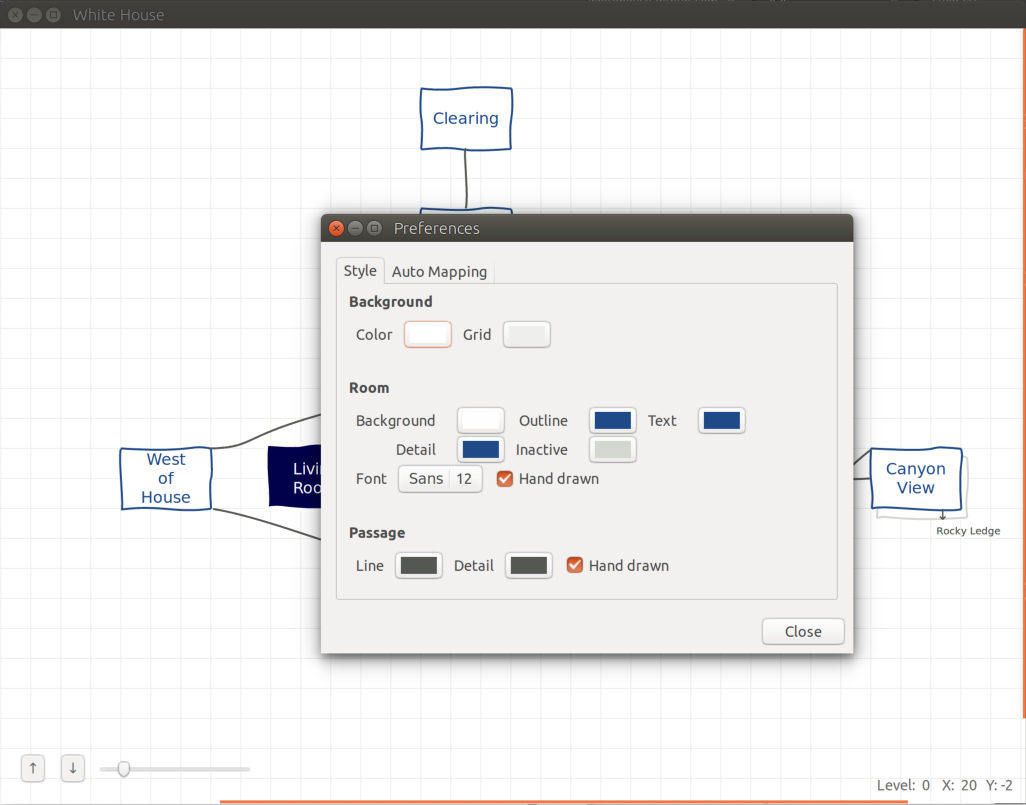 White House
Clearing
Preferences
Style Auto Mapping
Background
Color Grid
Room
Background Outline Text
Detail Inactive
Font Sans 12 Hand drawn
Passage
Line Detail Hand drawn
Close
West
of
House
Livi
Roo
Canyon
View
Rocky Ledge
↑ ↓
Level: 0 X: 20 Y: -2